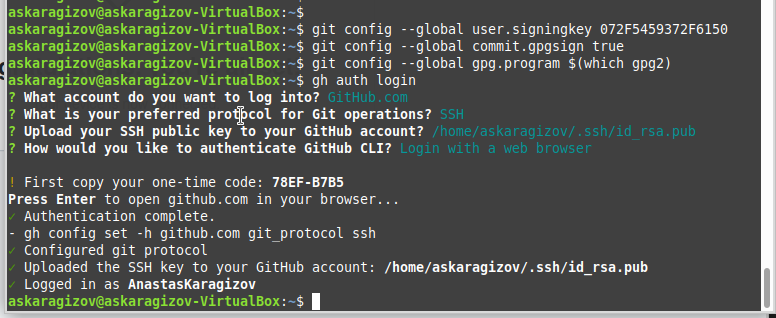 askaragizov@askaragizov-VirtualBox:~$
askaragizov@askaragizov-VirtualBox:~$ git config --global user.signingkey 072F5459372F6150
askaragizov@askaragizov-VirtualBox:~$ git config --global commit.gpgsign true
askaragizov@askaragizov-VirtualBox:~$ git config --global gpg.program $(which gpg2)
askaragizov@askaragizov-VirtualBox:~$ gh auth login
? What account do you want to log into? GitHub.com
? What is your preferred protocol for Git operations? SSH
? Upload your SSH public key to your GitHub account? /home/askaragizov/.ssh/id_rsa.pub
? How would you like to authenticate GitHub CLI? Login with a web browser
! First copy your one-time code: 78EF-B7B5
Press Enter to open github.com in your browser...
✓ Authentication complete.
- gh config set -h github.com git_protocol ssh
✓ Configured git protocol
✓ Uploaded the SSH key to your GitHub account: /home/askaragizov/.ssh/id_rsa.pub
✓ Logged in as AnastasKaragizov
askaragizov@askaragizov-VirtualBox:~$